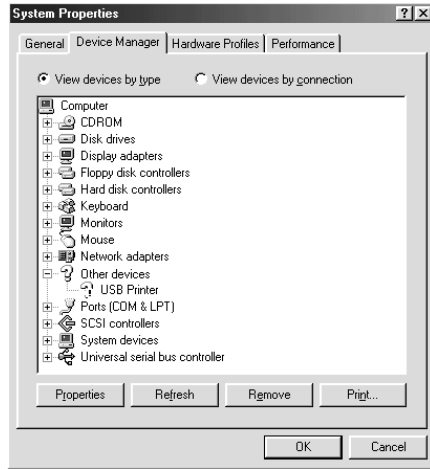 System Properties
General Device Manager Hardware Profiles Performance
View devices by type View devices by connection
Computer
CDROM
Disk drives
Display adapters
Floppy disk controllers
Hard disk controllers
Keyboard
Monitors
Mouse
Network adapters
Other devices
USB Printer
Ports (COM & LPT)
SCSI controllers
System devices
Universal serial bus controller
Properties Refresh Remove Print...
OK Cancel